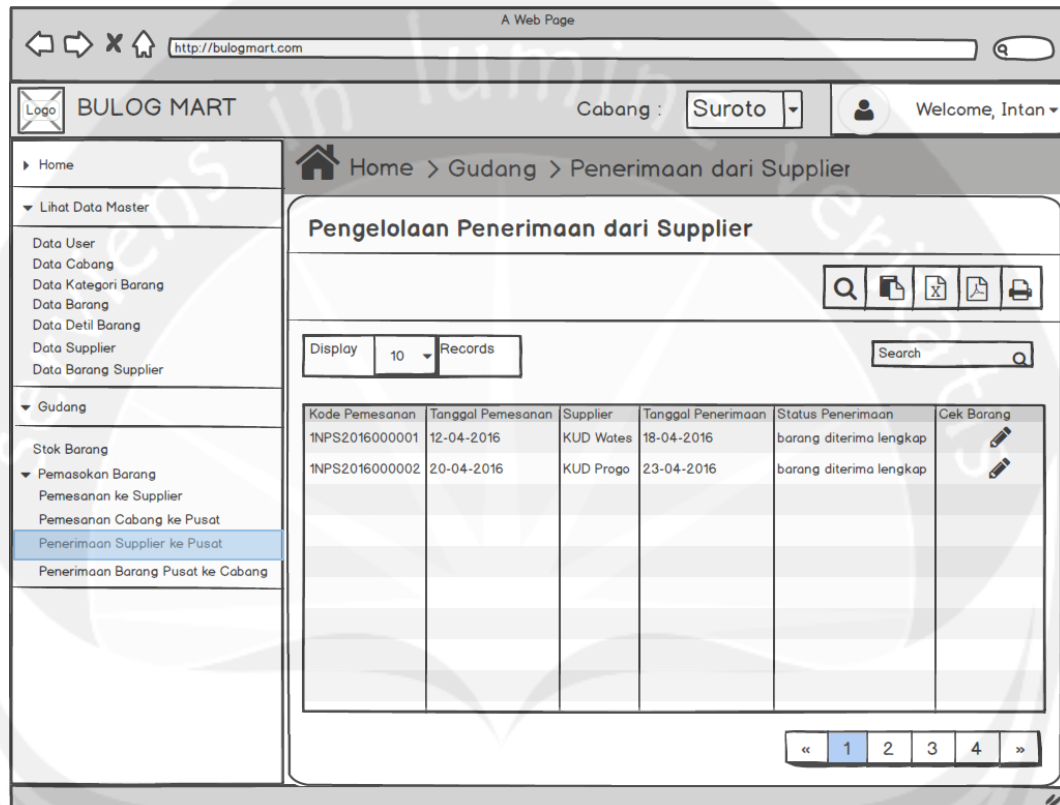 A Web Page
http://bulogmart.com
Logo
BULOG MART
Cabang :
Suroto
Welcome, Intan
Home
Lihat Data Master
Data User
Data Cabang
Data Kategori Barang
Data Barang
Data Detil Barang
Data Supplier
Data Barang Supplier
Gudang
Stok Barang
Pemasokan Barang
Pemesanan ke Supplier
Pemesanan Cabang ke Pusat
Penerimaan Supplier ke Pusat
Penerimaan Barang Pusat ke Cabang
Home > Gudang > Penerimaan dari Supplier
Pengelolaan Penerimaan dari Supplier
X
Display 10 Records
Search
Kode Pemesanan Tanggal Pemesanan Supplier Tanggal Penerimaan Status Penerimaan Cek Barang
1NPS2016000001 12-04-2016 KUD Wates 18-04-2016 barang diterima lengkap
1NPS2016000002 20-04-2016 KUD Progo 23-04-2016 barang diterima lengkap
« 1 2 3 4 »
in lumine veritatis